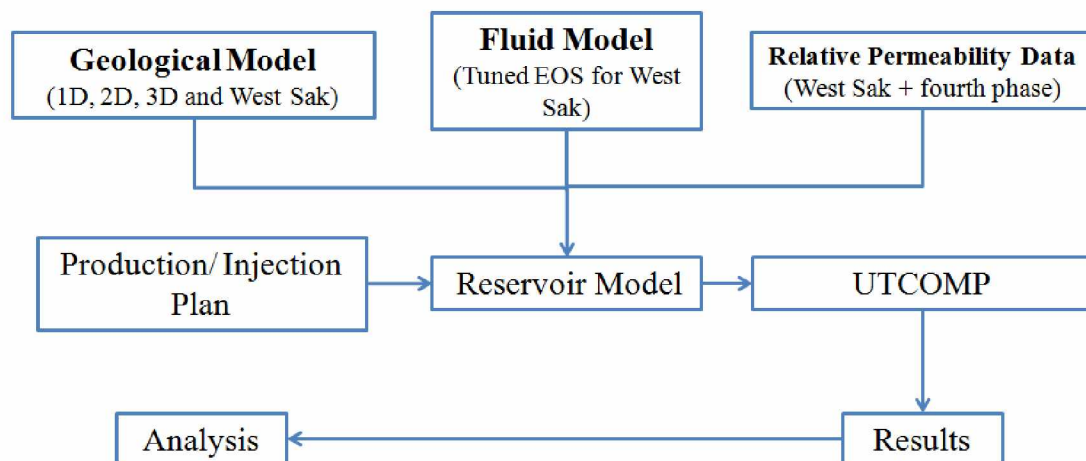 Geological Model
(1D, 2D, 3D and West Sak)
Fluid Model
(Tuned EOS for West
Sak)
Relative Permeability Data
(West Sak + fourth phase)
Production/ Injection
Plan
Reservoir Model
UTCOMP
Analysis
Results